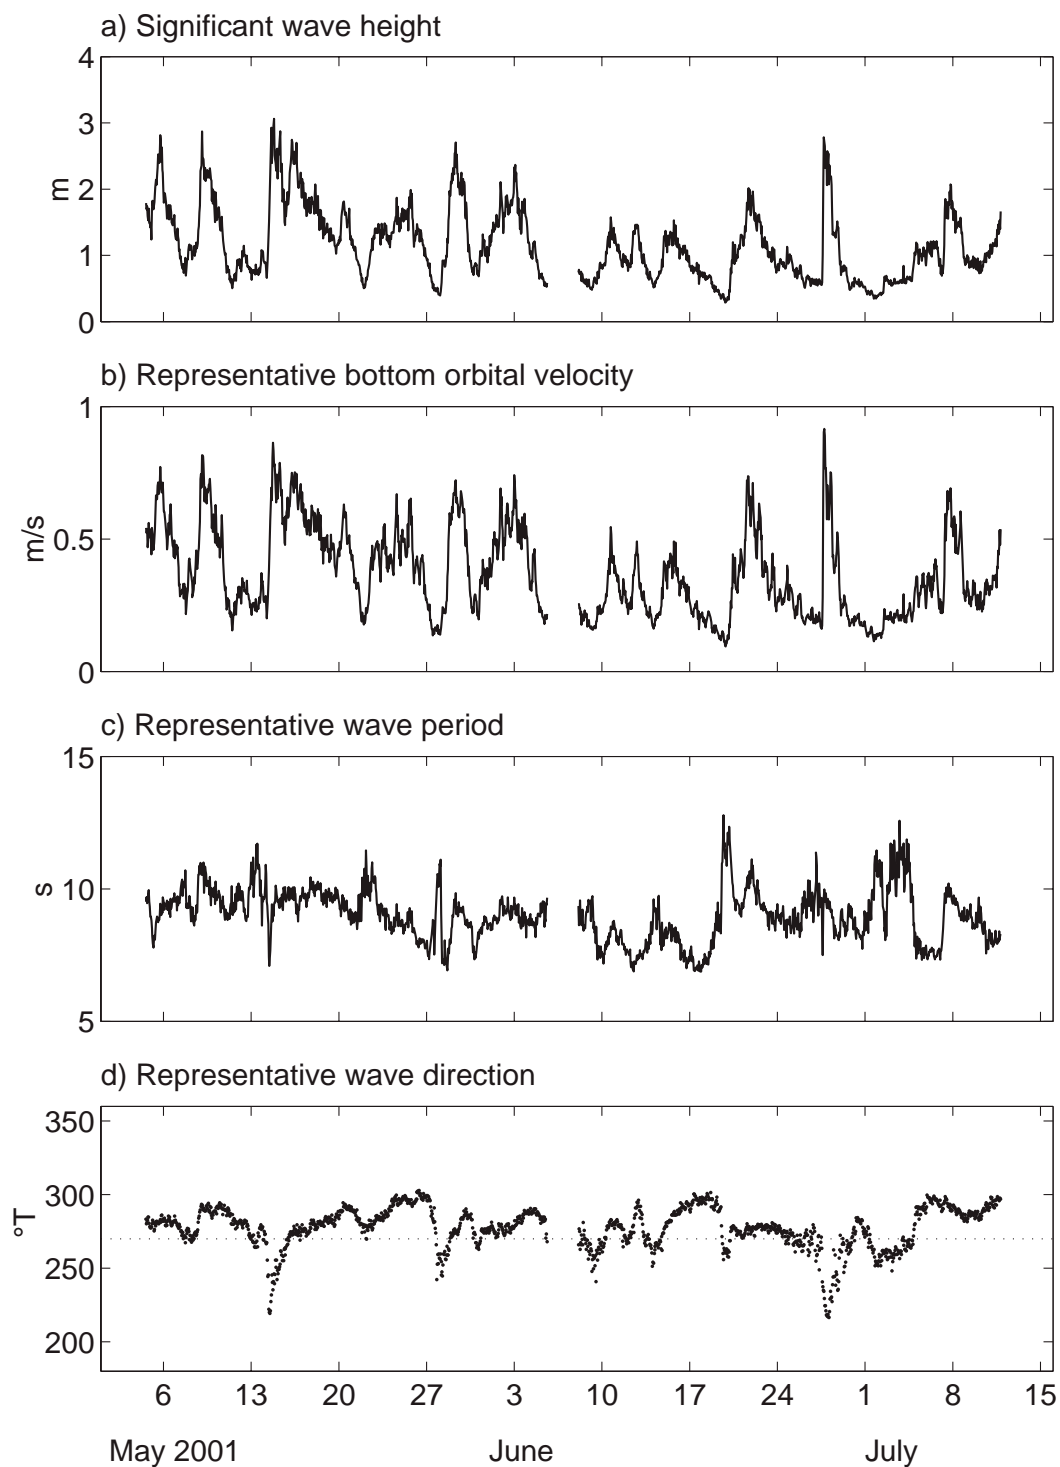 a) Significant wave height
4
3
2
1
0
m
b) Representative bottom orbital velocity
1
0.5
0
m/s
c) Representative wave period
15
10
5
s
d) Representative wave direction
350
300
250
200
°T
6 13 20 27 3 10 17 24 1 8 15
May 2001 June July